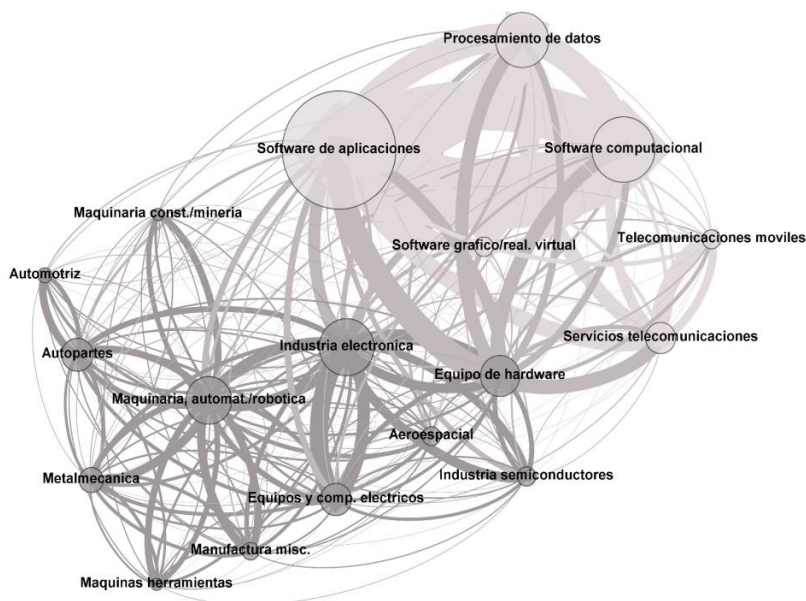 Procesamiento de datos
Software de aplicaciones
Software computacional
Maquinaria const./mineria
Software grafico/real. virtual
Telecomunicaciones moviles
Automotriz
Servicios telecomunicaciones
Autopartes
Industria electronica
Equipo de hardware
Maquinaria, automat./robotica
Aeroespacial
Metalmecanica
Industria semiconductores
Equipos y comp. electricos
Manufactura misc.
Maquinas herramientas